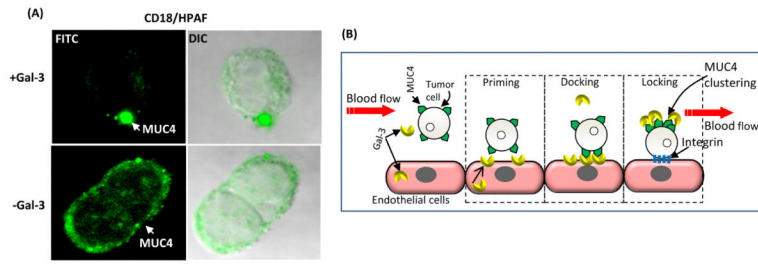 (A)
CD18/HPAF
FITC
DIC
+Gal-3
MUC4
-Gal-3
MUC4
(B)
Blood flow
MUC4
Tumor
cell
Gal-3
Endothelial cells
Priming
Docking
Locking
MUC4
clustering
Blood flow
Integrin